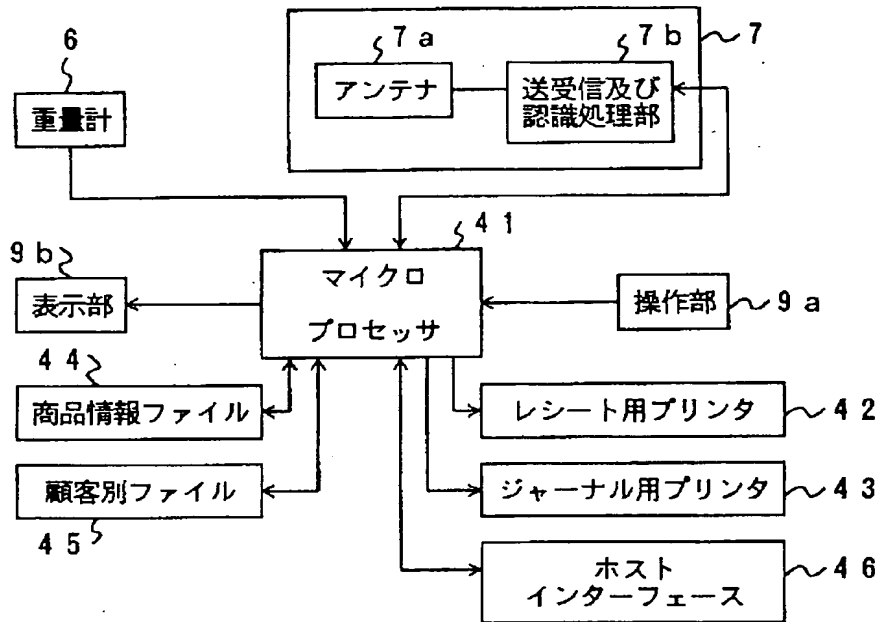 6
重量計
7a
7b
7
アンテナ
送受信及び
認識処理部
41
マイクロ
プロセッサ
9b
表示部
操作部
9a
44
商品情報ファイル
レシート用プリンタ
42
顧客別ファイル
45
ジャーナル用プリンタ
43
ホスト
インターフェース
46